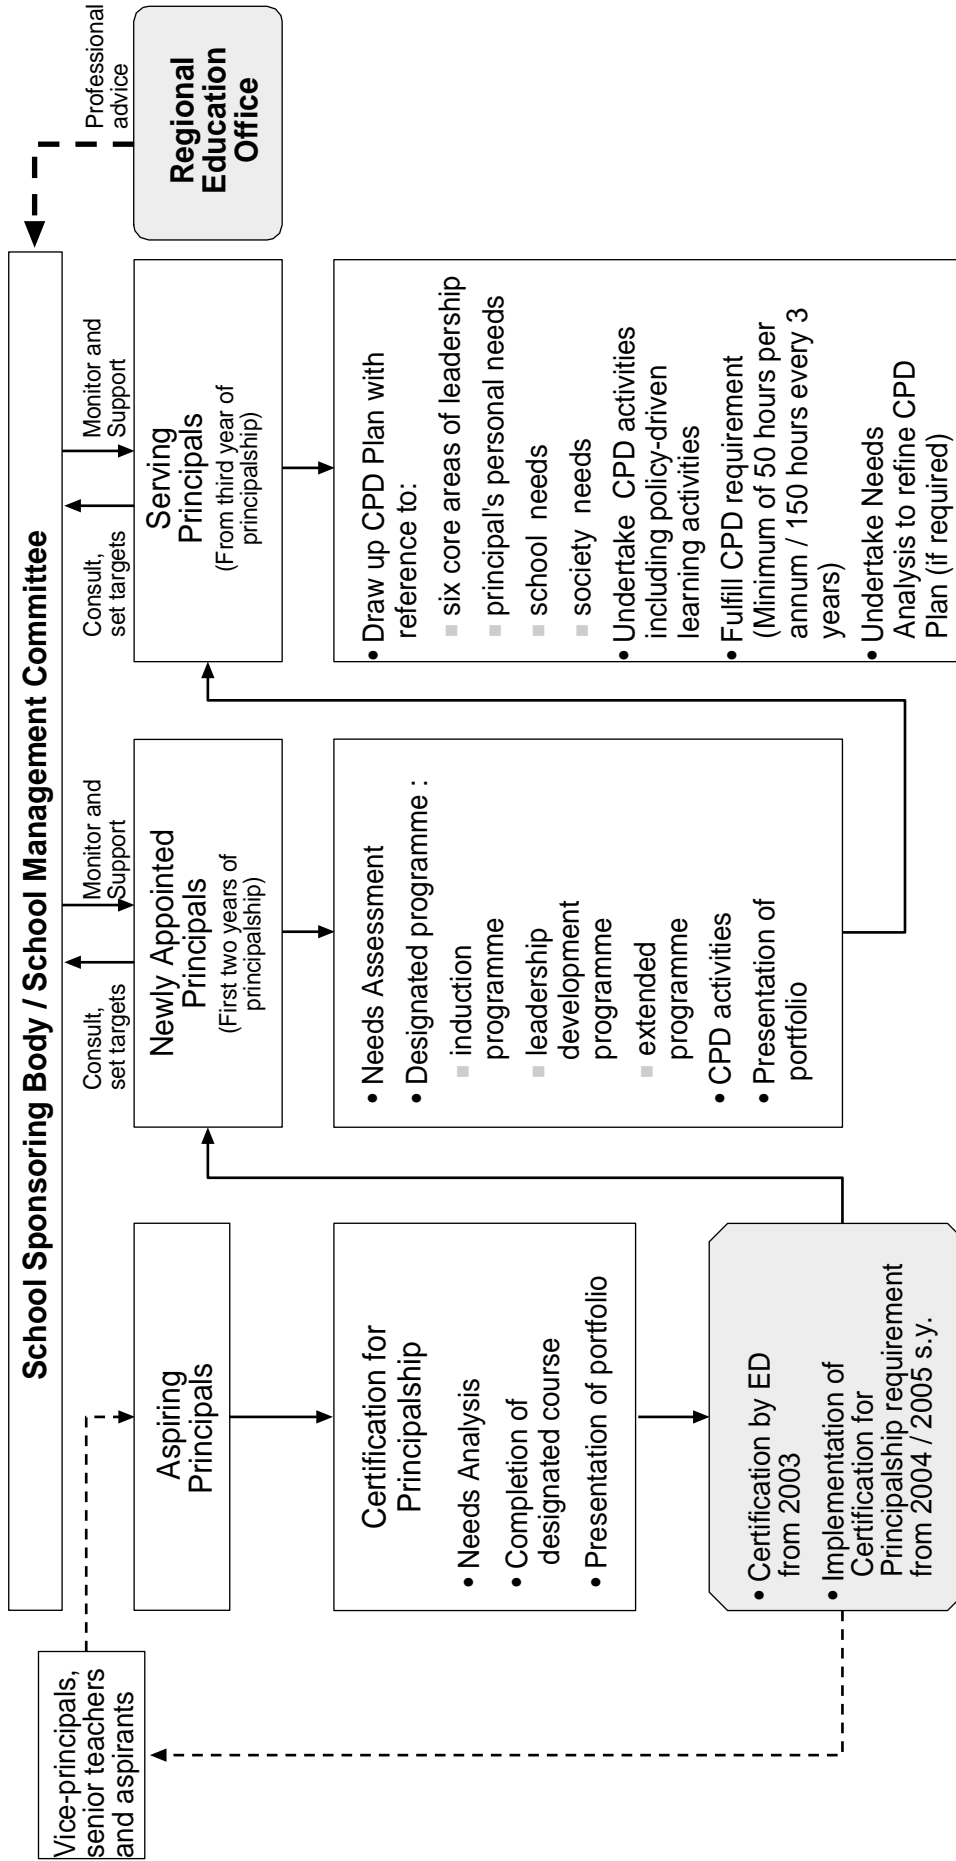 School Sponsoring Body / School Management Committee
Vice-principals,
senior teachers
and aspirants
Aspiring
Principals
Certification for
Principalship
• Needs Analysis
• Completion of
designated course
• Presentation of portfolio
• Certification by ED
from 2003
• Implementation of
Certification for
Principalship requirement
from 2004 / 2005 s.y.
Consult,
set targets
Monitor and
Support
Newly Appointed
Principals
(First two years of
principalship)
• Needs Assessment
• Designated programme :
■ induction
programme
■ leadership
development
programme
■ extended
programme
• CPD activities
• Presentation of
portfolio
Consult,
set targets
Monitor and
Support
Serving
Principals
(From third year of
principalship)
• Draw up CPD Plan with
reference to:
■ six core areas of leadership
■ principal's personal needs
■ school needs
■ society needs
• Undertake CPD activities
including policy-driven
learning activities
• Fulfill CPD requirement
(Minimum of 50 hours per
annum / 150 hours every 3
years)
• Undertake Needs
Analysis to refine CPD
Plan (if required)
Professional
advice
Regional
Education
Office